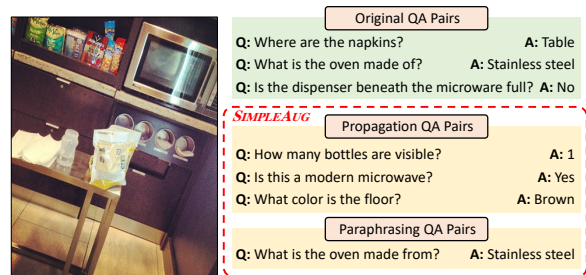 Original QA Pairs
Q: Where are the napkins? A: Table
Q: What is the oven made of? A: Stainless steel
Q: Is the dispenser beneath the microware full? A: No
SIMPLEAUG
Propagation QA Pairs
Q: How many bottles are visible? A: 1
Q: Is this a modern microwave? A: Yes
Q: What color is the floor? A: Brown
Paraphrasing QA Pairs
Q: What is the oven made from? A: Stainless steel